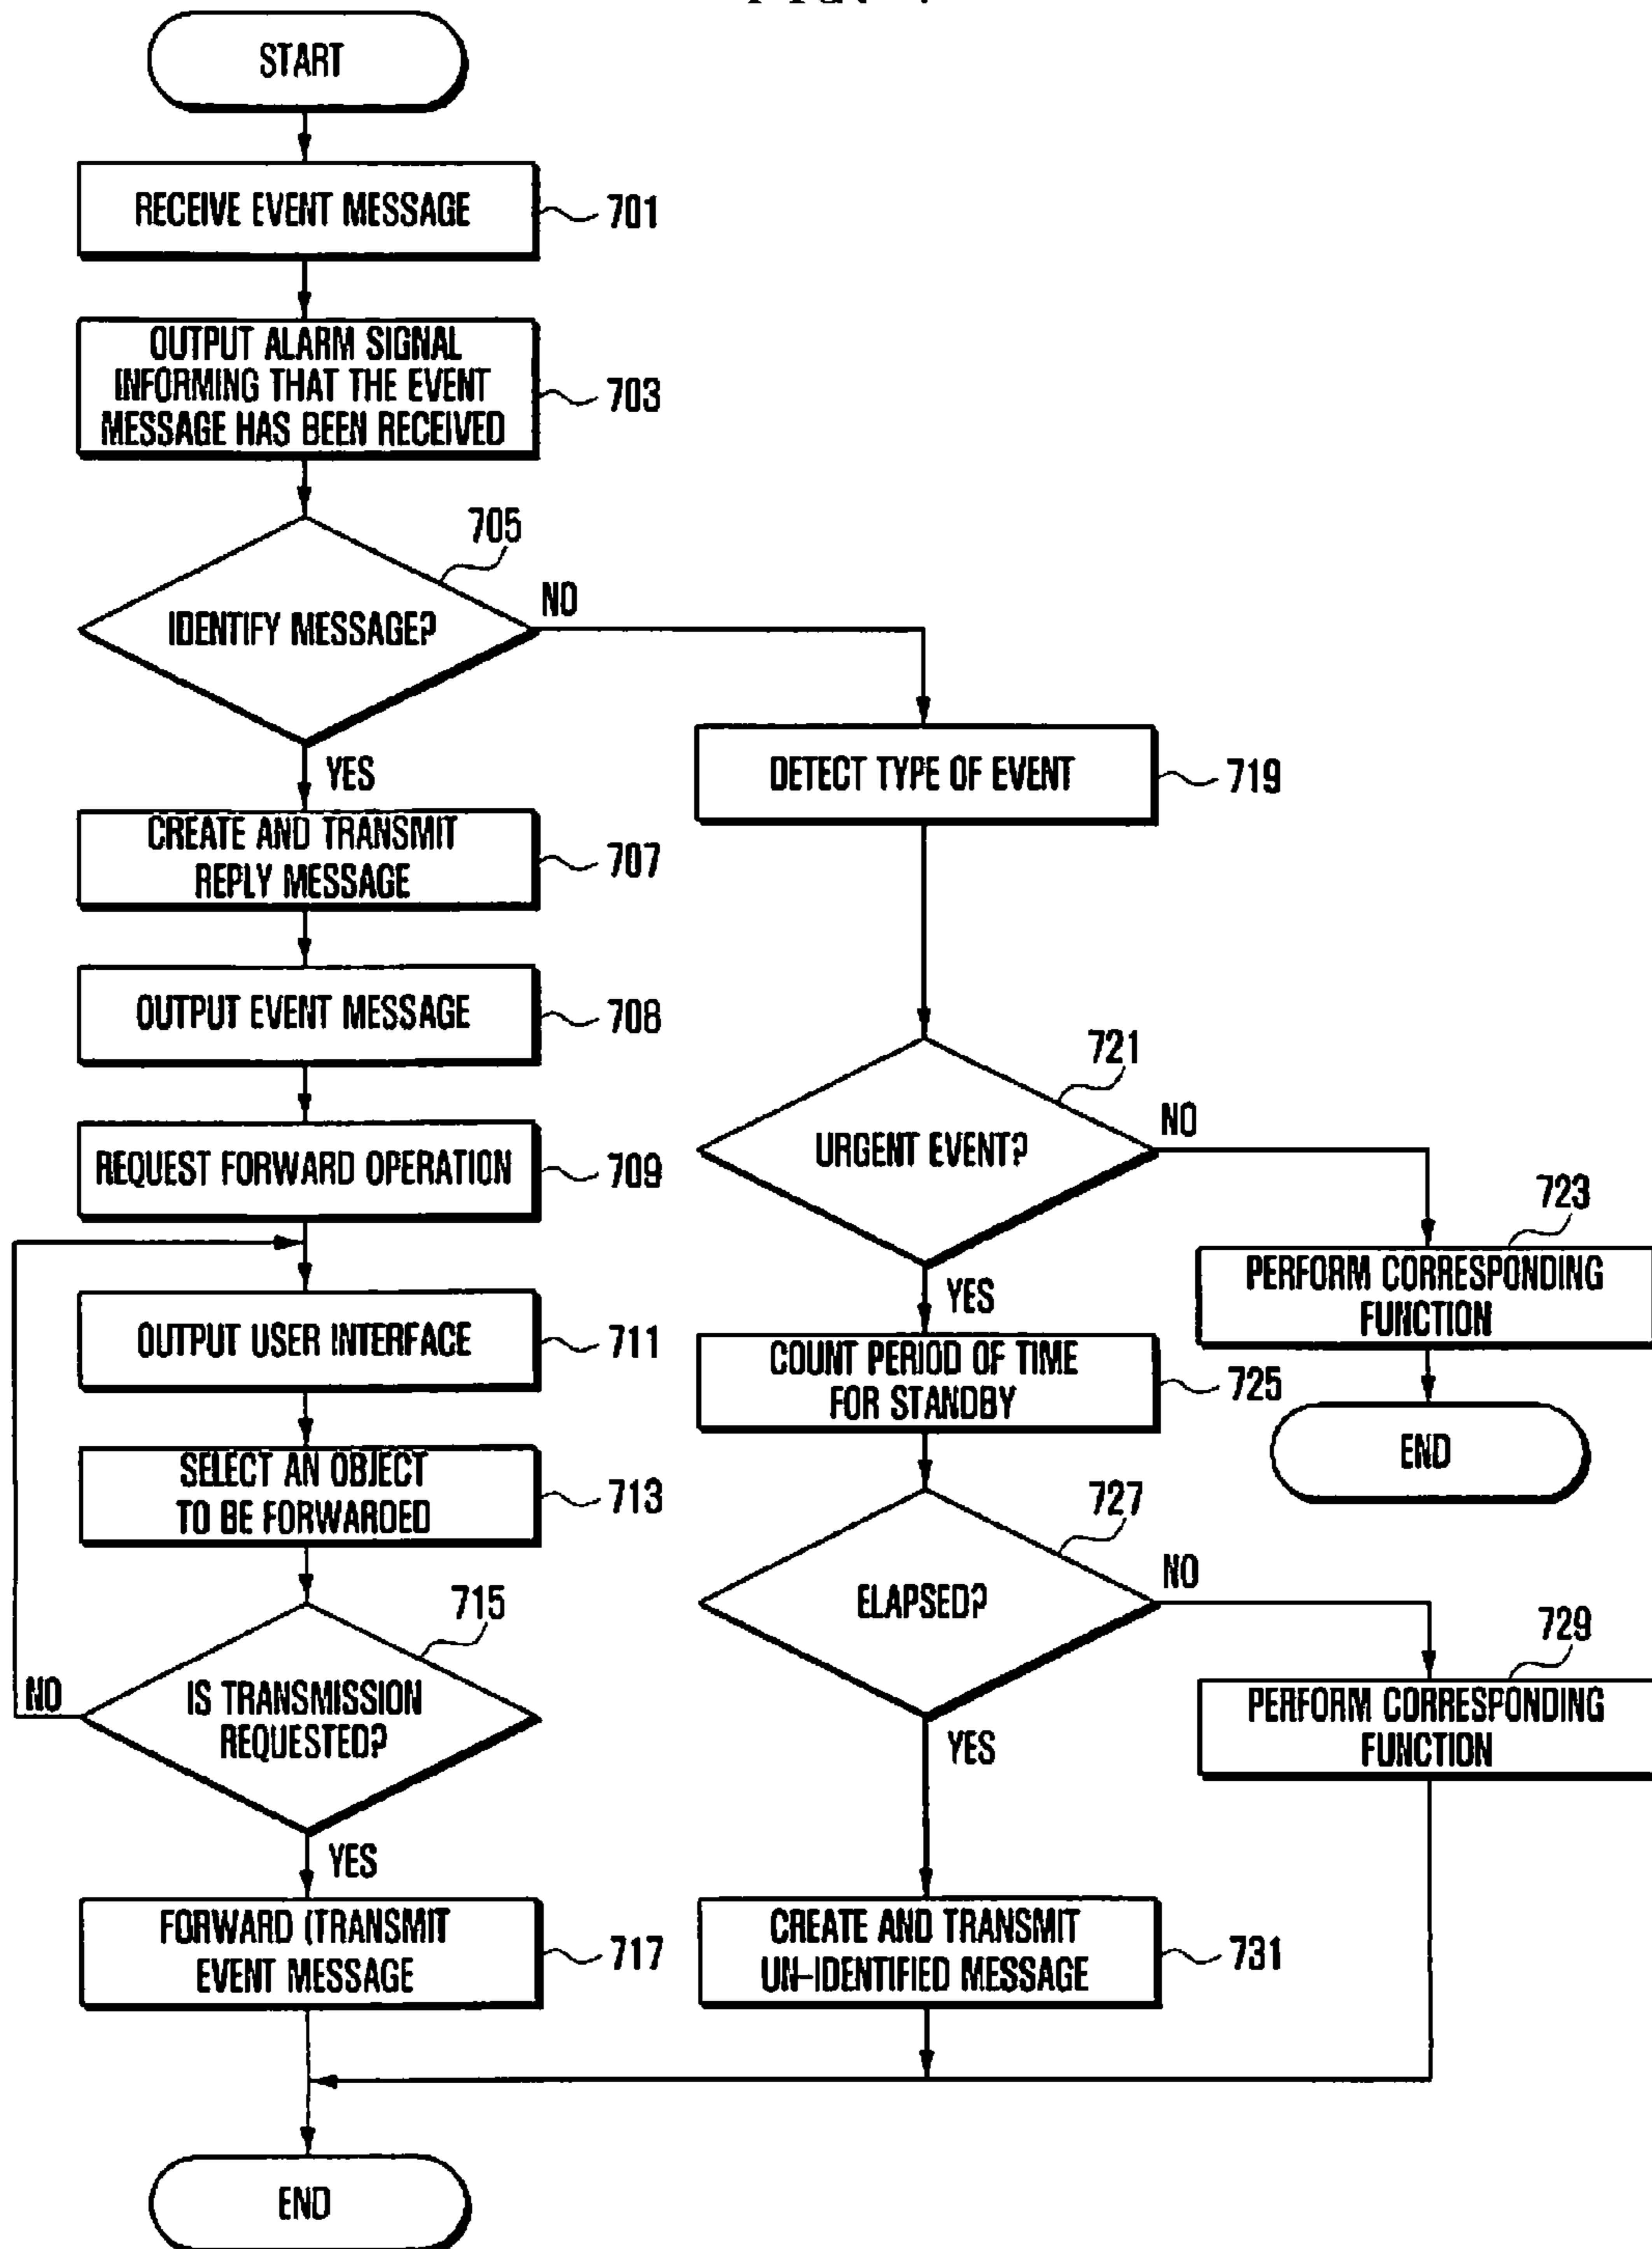 START
RECEIVE EVENT MESSAGE
701
OUTPUT ALARM SIGNAL
INFORMING THAT THE EVENT
MESSAGE HAS BEEN RECEIVED
703
705
IDENTIFY MESSAGE?
NO
YES
CREATE AND TRANSMIT
REPLY MESSAGE
707
OUTPUT EVENT MESSAGE
708
REQUEST FORWARD OPERATION
709
OUTPUT USER INTERFACE
711
SELECT AN OBJECT
TO BE FORWARDED
713
715
IS TRANSMISSION
REQUESTED?
NO
YES
FORWARD (TRANSMIT
EVENT MESSAGE
717
DETECT TYPE OF EVENT
719
721
URGENT EVENT?
NO
YES
723
PERFORM CORRESPONDING
FUNCTION
END
COUNT PERIOD OF TIME
FOR STANDBY
725
727
ELAPSED?
NO
YES
729
PERFORM CORRESPONDING
FUNCTION
CREATE AND TRANSMIT
UN-IDENTIFIED MESSAGE
731
END